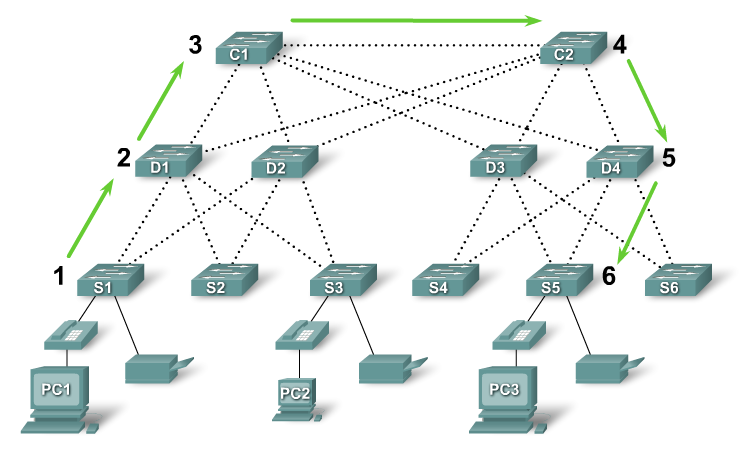 3 C1 C2 4
2 D1 D2 D3 D4 5
1 S1 S2 S3 S4 S5 6 S6
PC1 PC2 PC3